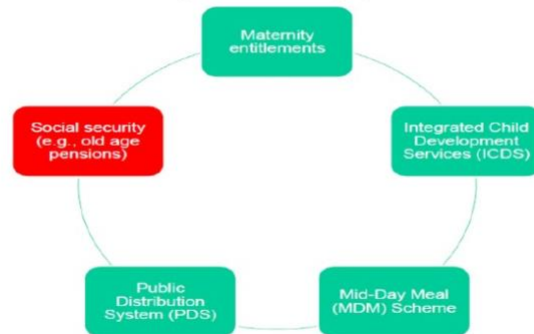 Maternity
entitlements
Integrated Child
Development
Services (ICDS)
Mid-Day Meal
(MDM) Scheme
Public
Distribution
System (PDS)
Social security
(e.g., old age
pensions)